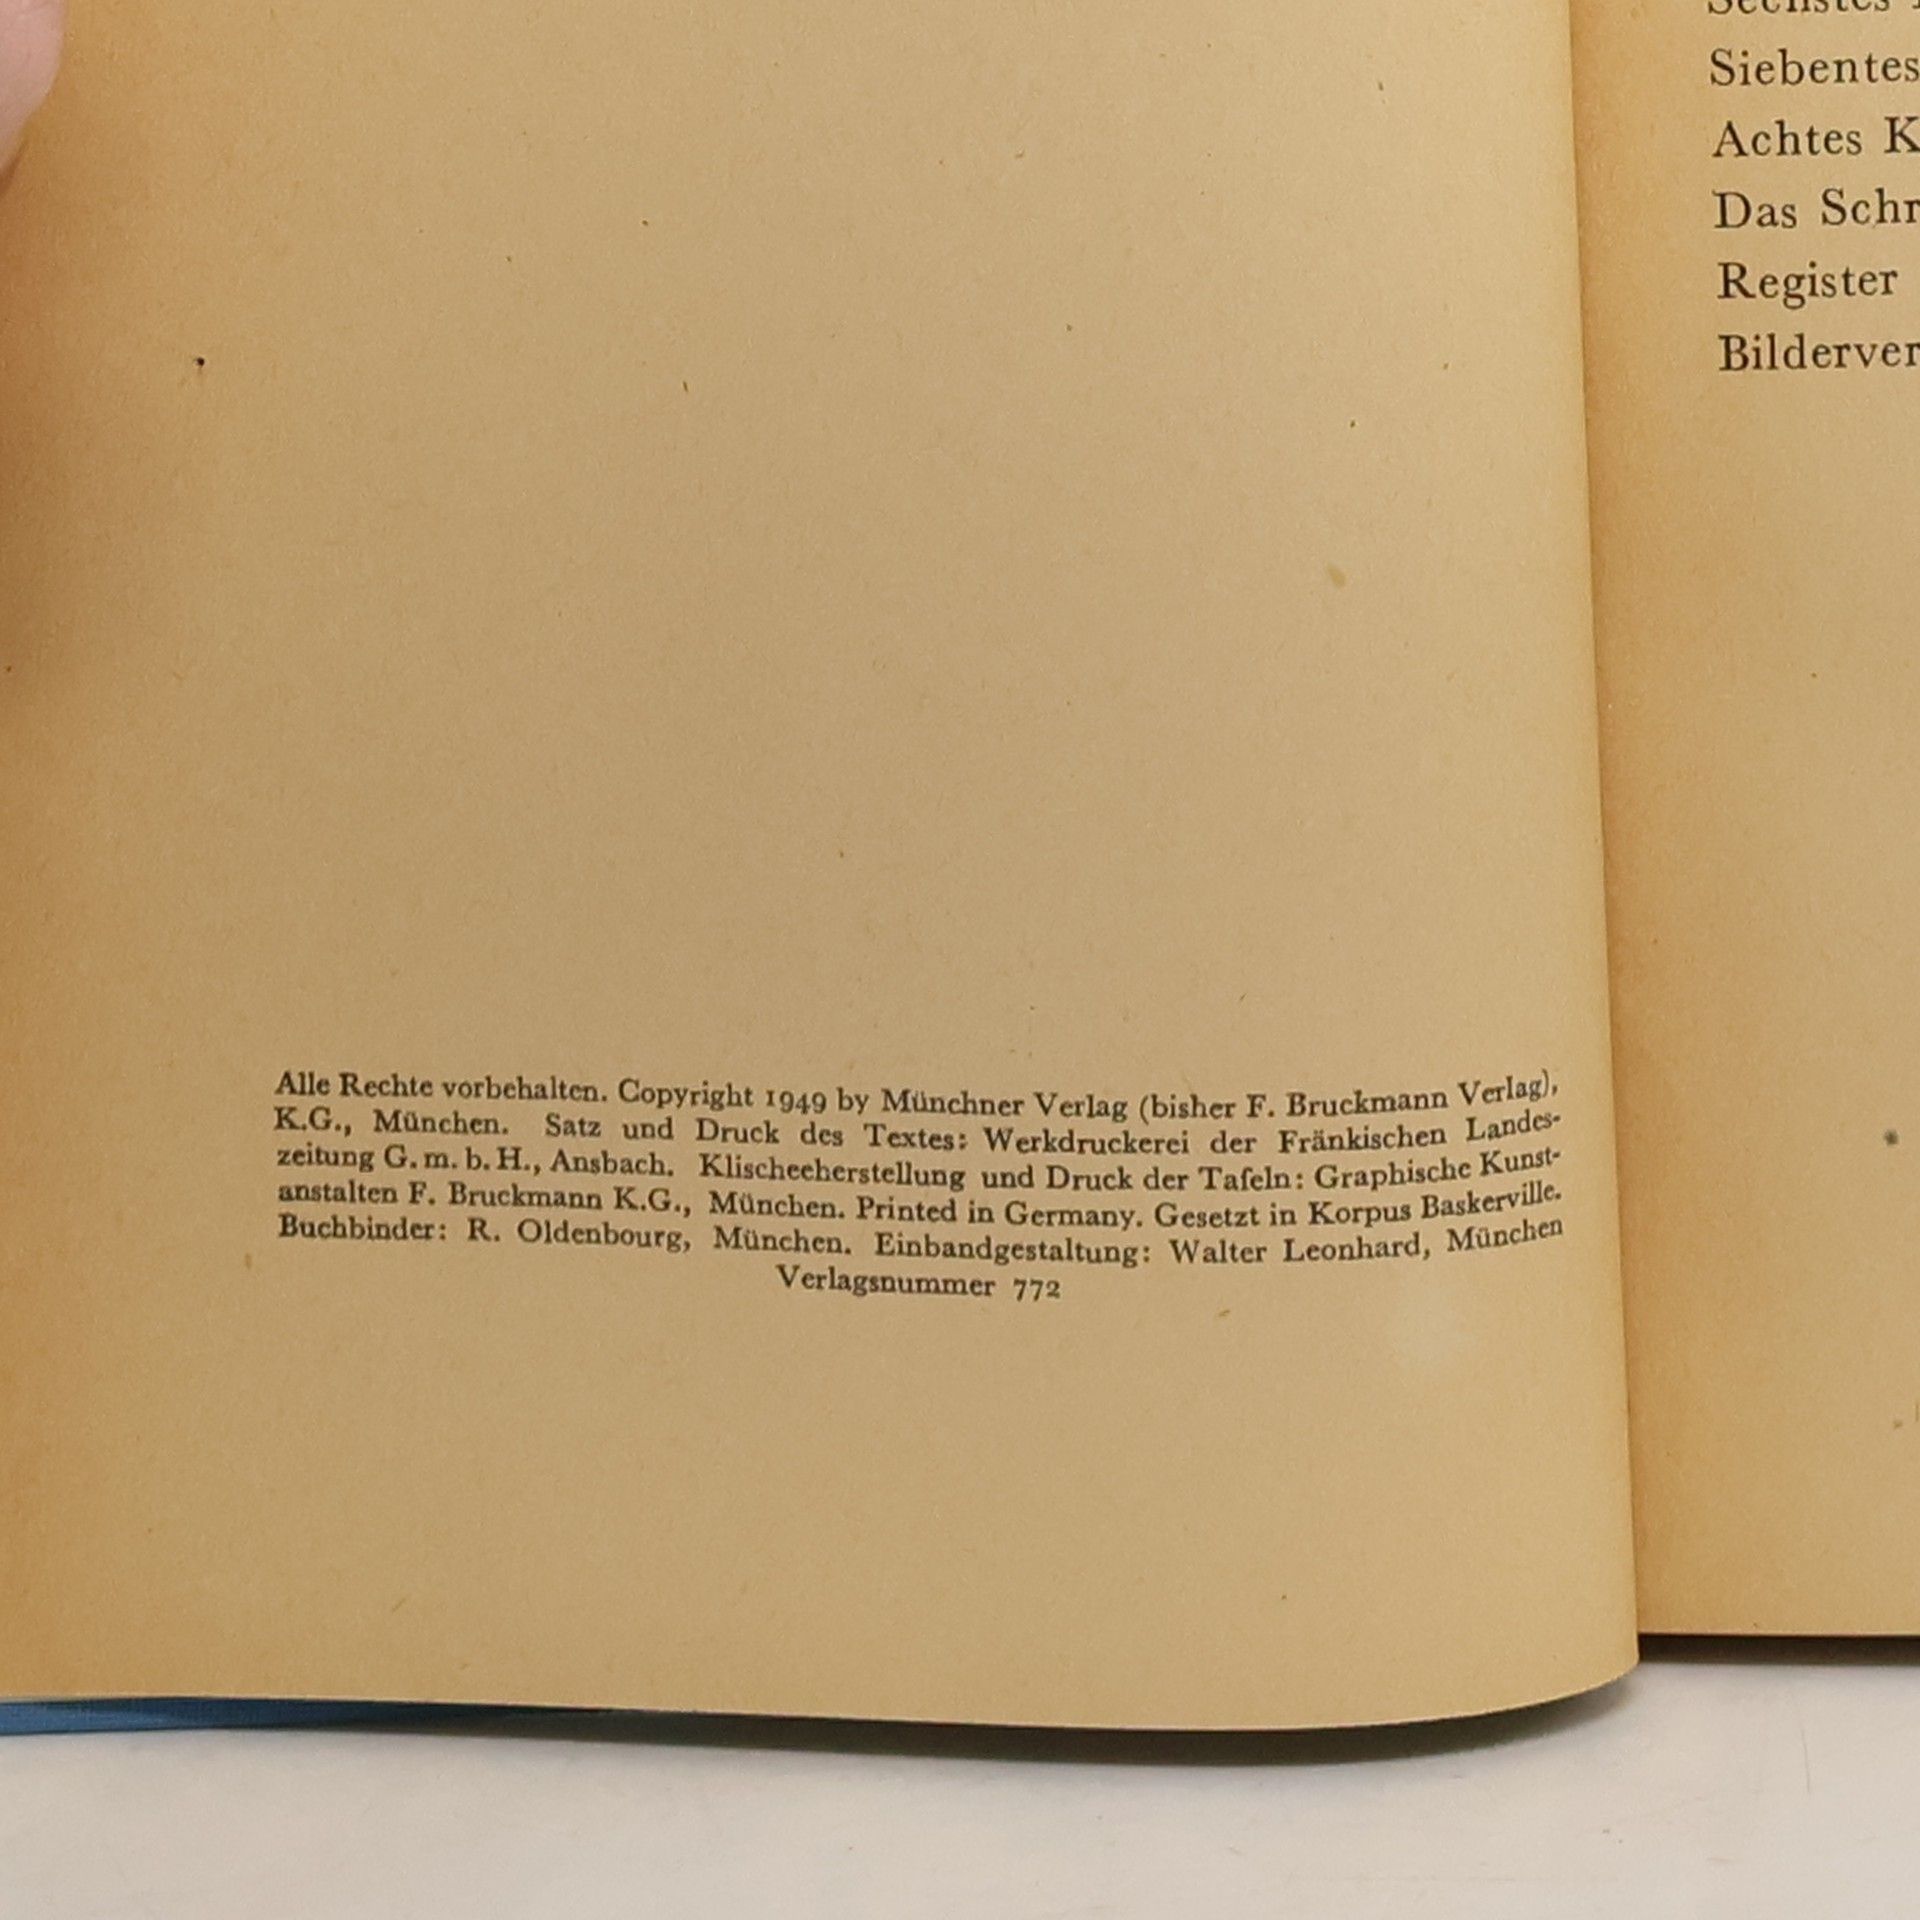 Alle Rechte vorbehalten. Copyright 1949 by Münchner Verlag (bisher F. Bruckmann Verlag),
K.G., München. Satz und Druck des Textes: Werkdruckerei der Fränkischen Landes-
zeitung G. m. b. H., Ansbach. Klischeeherstellung und Druck der Tafeln: Graphische Kunst-
anstalten F. Bruckmann K.G., München. Printed in Germany. Gesetzt in Korpus Baskerville.
Buchbinder: R. Oldenbourg, München. Einbandgestaltung: Walter Leonhard, München
Verlagsnummer 772
Sechstes
Siebentes
Achtes K
Das Schr
Register
Bilderver